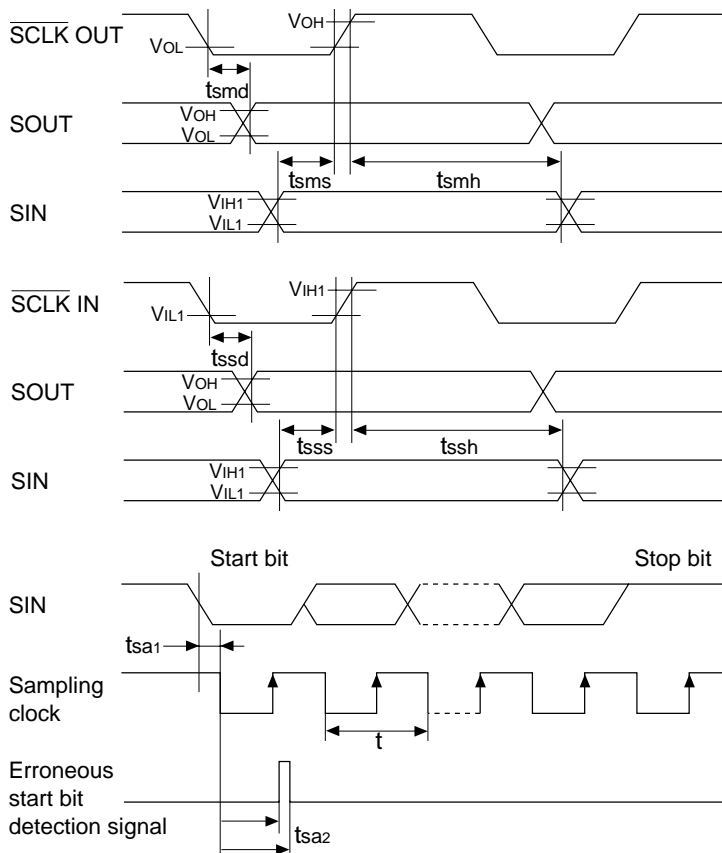 SCLK OUT
VOH
VOL
tsmd
SOUT
VOH
VOL
tsms
tsmh
SIN
VIH1
VIL1
SCLK IN
VIH1
VIL1
tssd
SOUT
VOH
VOL
tsss
tssh
SIN
VIH1
VIL1
Start bit
Stop bit
SIN
tsa1
Sampling
clock
t
Erroneous
start bit
detection signal
tsa2